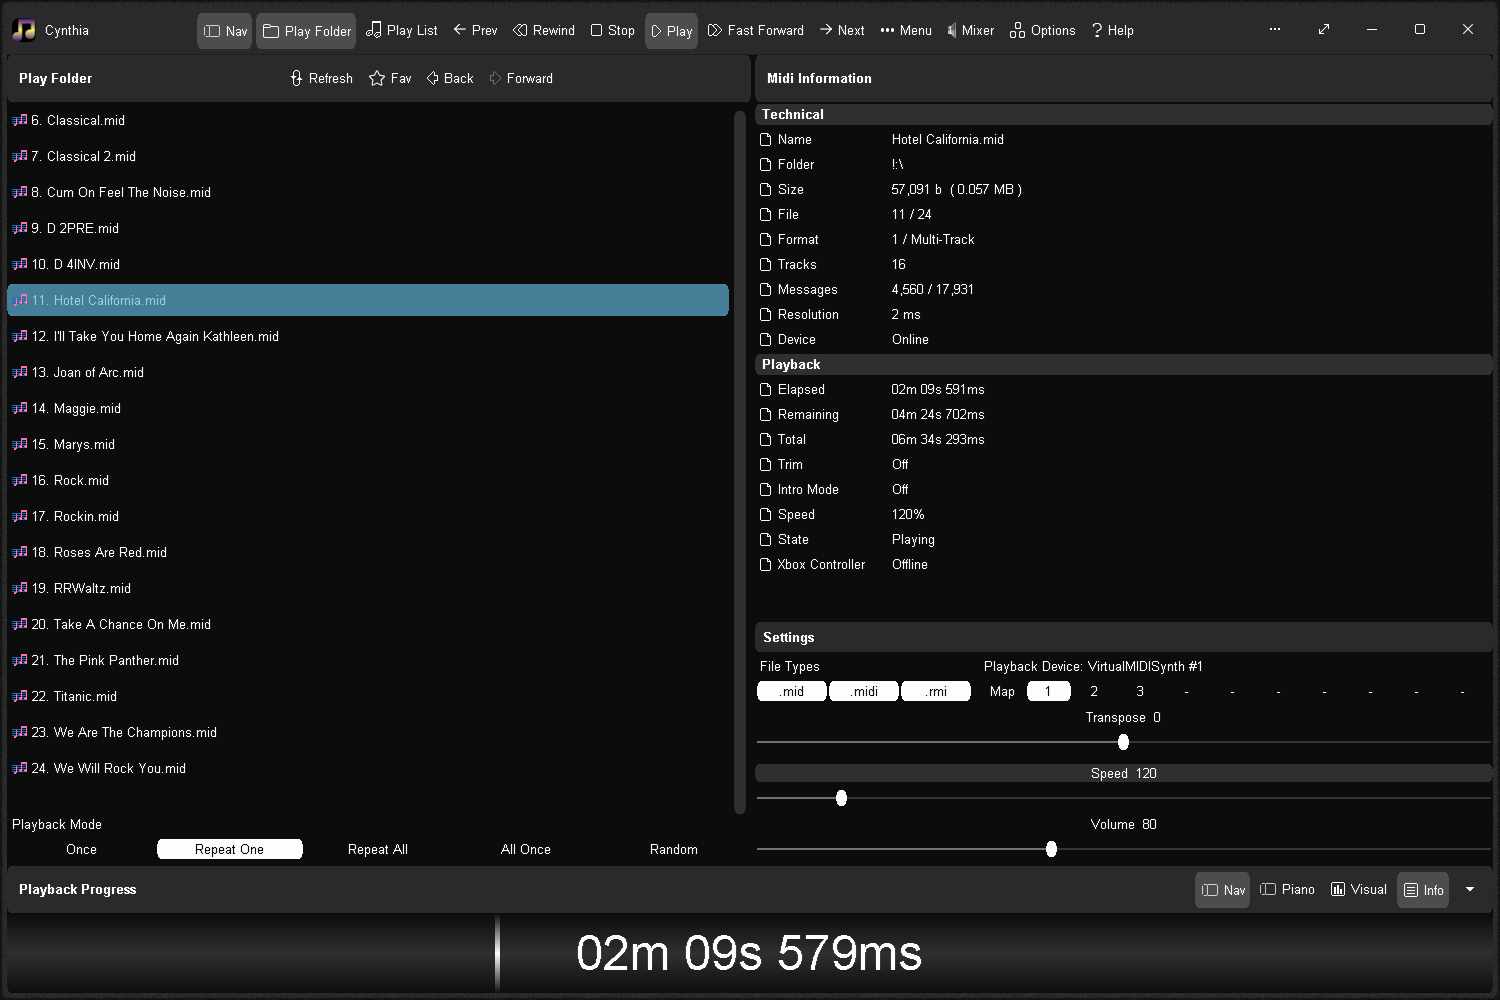 Cynthia
Nav Play Folder Play List Prev Rewind Stop Play Fast Forward Next Menu Mixer Options Help
Play Folder
Refresh Fav Back Forward
6. Classical.mid
7. Classical 2.mid
8. Cum On Feel The Noise.mid
9. D 2PRE.mid
10. D 4INV.mid
11. Hotel California.mid
12. I'll Take You Home Again Kathleen.mid
13. Joan of Arc.mid
14. Maggie.mid
15. Marys.mid
16. Rock.mid
17. Rockin.mid
18. Roses Are Red.mid
19. RRWaltz.mid
20. Take A Chance On Me.mid
21. The Pink Panther.mid
22. Titanic.mid
23. We Are The Champions.mid
24. We Will Rock You.mid
Playback Mode
Once Repeat One Repeat All All Once Random
Midi Information
Technical
Name Hotel California.mid
Folder !:\
Size 57,091 b ( 0.057 MB )
File 11 / 24
Format 1 / Multi-Track
Tracks 16
Messages 4,560 / 17,931
Resolution 2 ms
Device Online
Playback
Elapsed 02m 09s 591ms
Remaining 04m 24s 702ms
Total 06m 34s 293ms
Trim Off
Intro Mode Off
Speed 120%
State Playing
Xbox Controller Offline
Settings
File Types Playback Device: VirtualMIDISynth #1
.mid .midi .rmi Map 1 2 3 - - - - - - -
Transpose 0
Speed 120
Volume 80
Playback Progress
Nav Piano Visual Info
02m 09s 579ms